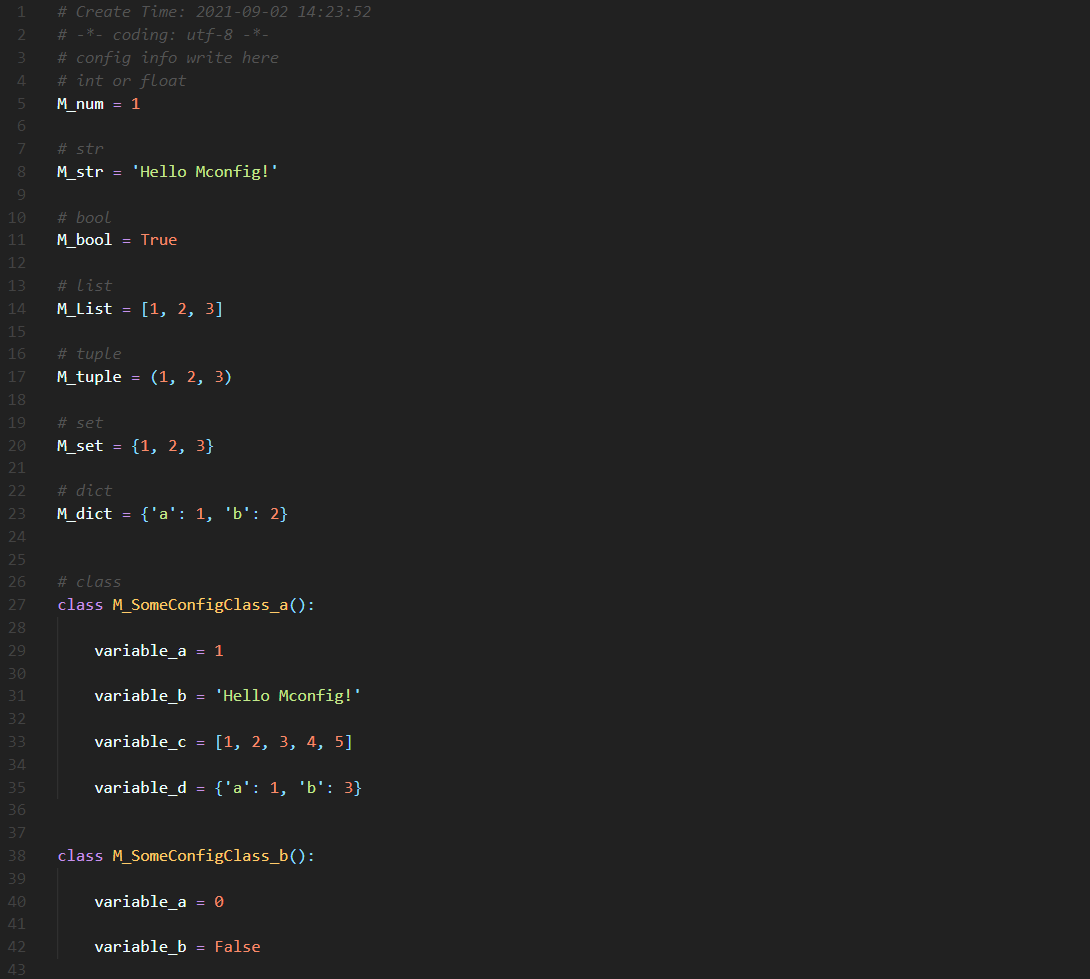 1 # Create Time: 2021-09-02 14:23:52
2 # -*- coding: utf-8 -*-
3 # config info write here
4 # int or float
5 M_num = 1
6
7 # str
8 M_str = 'Hello Mconfig!'
9
10 # bool
11 M_bool = True
12
13 # list
14 M_List = [1, 2, 3]
15
16 # tuple
17 M_tuple = (1, 2, 3)
18
19 # set
20 M_set = {1, 2, 3}
21
22 # dict
23 M_dict = {'a': 1, 'b': 2}
24
25
26 # class
27 class M_SomeConfigClass_a():
28
29     variable_a = 1
30
31     variable_b = 'Hello Mconfig!'
32
33     variable_c = [1, 2, 3, 4, 5]
34
35     variable_d = {'a': 1, 'b': 3}
36
37
38 class M_SomeConfigClass_b():
39
40     variable_a = 0
41
42     variable_b = False
43